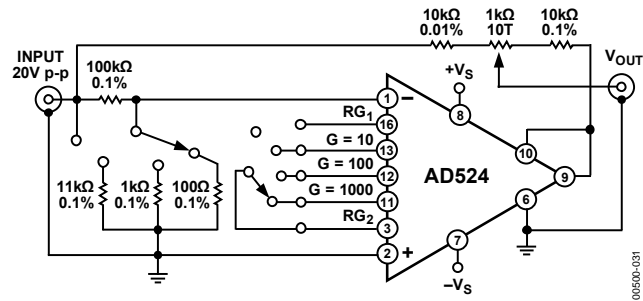 INPUT
20V p-p
100kΩ
0.1%
10kΩ
0.01%
1kΩ
10T
10kΩ
0.1%
VOUT
+VS
1
−
8
RG1
16
G = 10
13
10
G = 100
12
AD524
9
11kΩ
0.1%
1kΩ
0.1%
100Ω
0.1%
G = 1000
11
6
RG2
3
7
2
+
−VS
00500-031